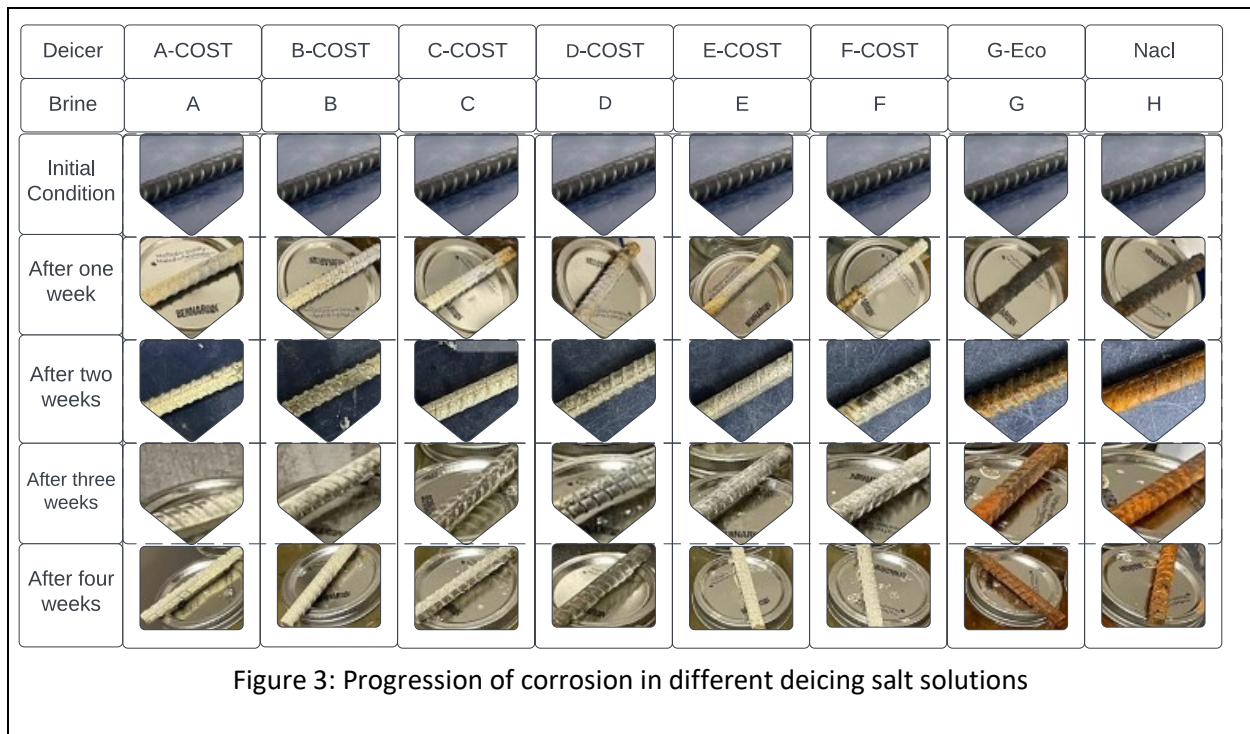 Deicer A-COST B-COST C-COST D-COST E-COST F-COST G-Eco Nacl
Brine A B C D E F G H
Initial
Condition
After one
week
BERNARDIN
After two
weeks
After three
weeks
After four
weeks
Figure 3: Progression of corrosion in different deicing salt solutions